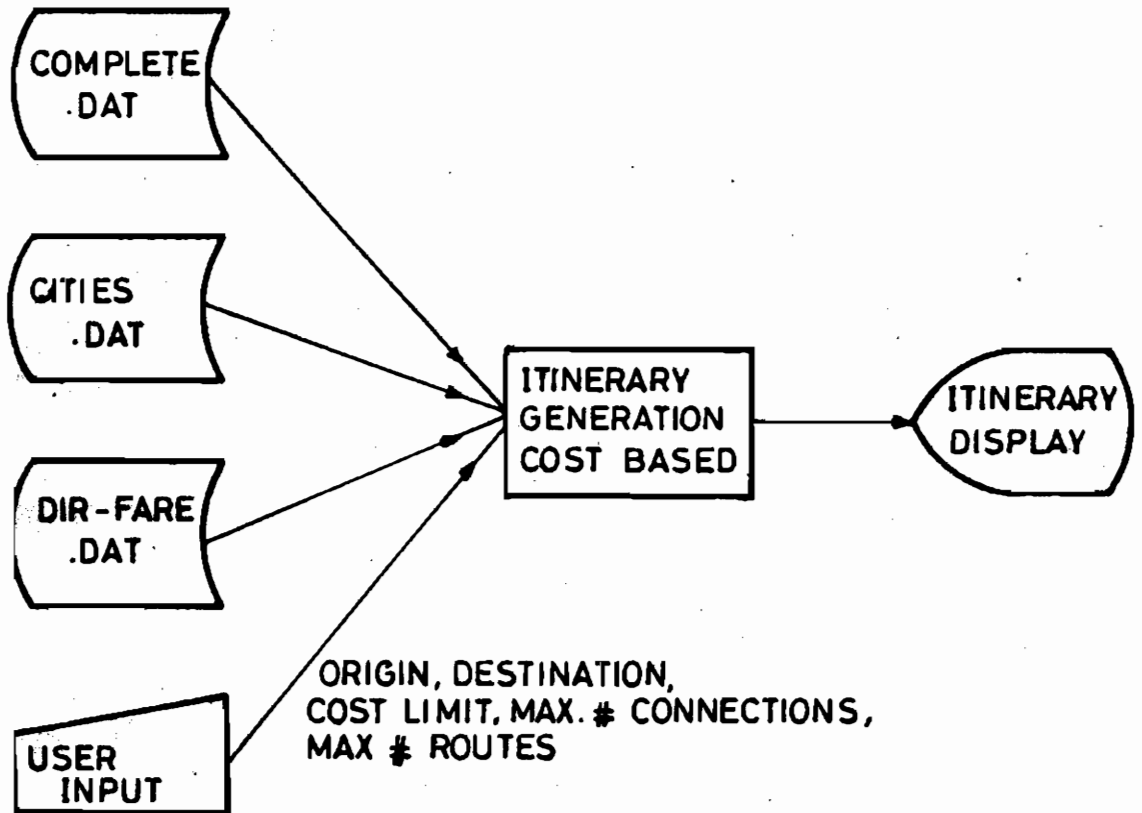 COMPLETE
.DAT
CITIES
.DAT
DIR-FARE
.DAT
USER
INPUT
ORIGIN, DESTINATION,
COST LIMIT, MAX. # CONNECTIONS,
MAX # ROUTES
ITINERARY
GENERATION
COST BASED
ITINERARY
DISPLAY